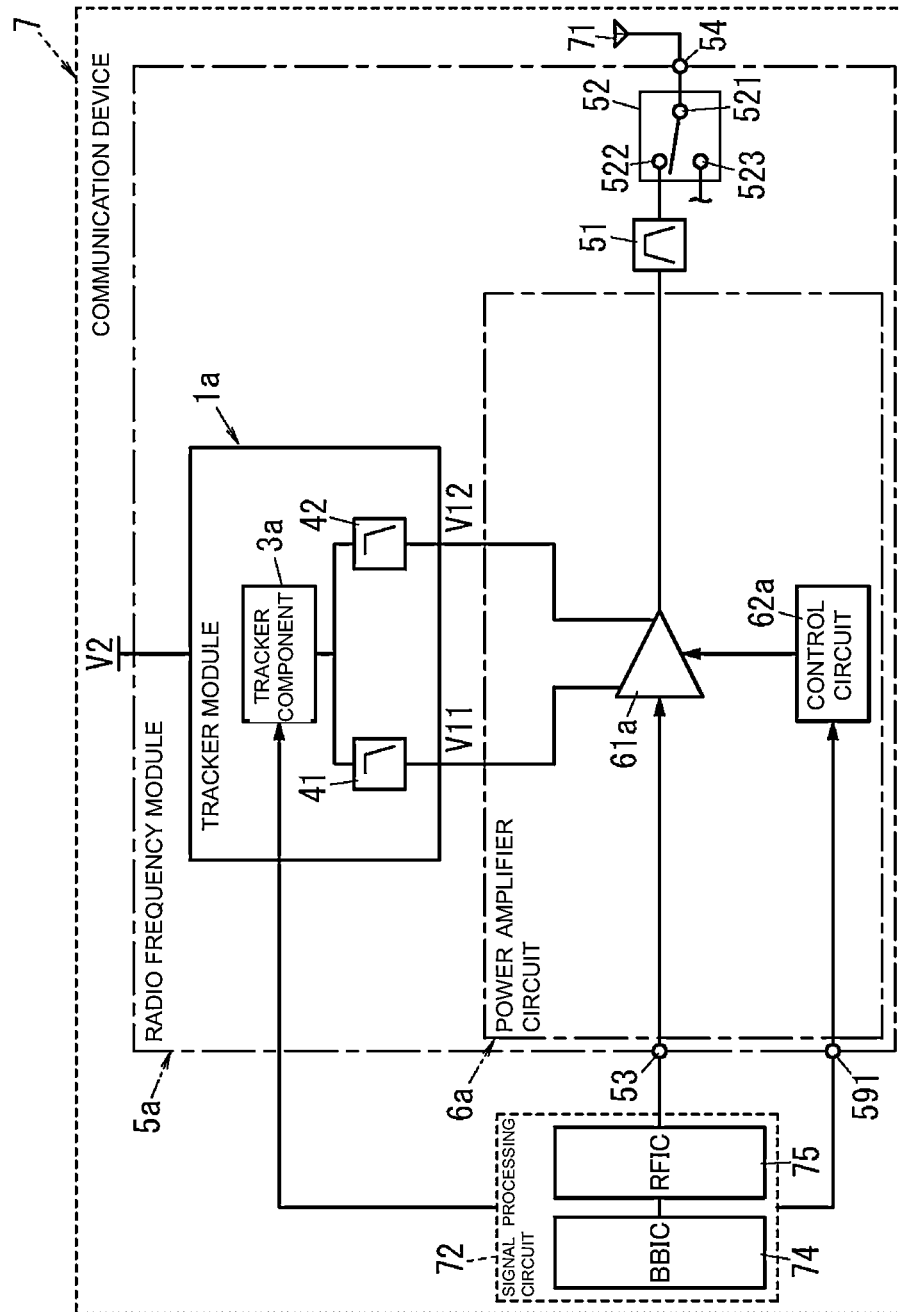 7
COMMUNICATION DEVICE
V2
5a
RADIO FREQUENCY MODULE
1a
TRACKER MODULE
3a
TRACKER
COMPONENT
41
42
V11
V12
6a
POWER AMPLIFIER
CIRCUIT
72
SIGNAL PROCESSING
CIRCUIT
BBIC
RFIC
74
75
53
61a
51
52
522
521
523
54
71
591
62a
CONTROL
CIRCUIT